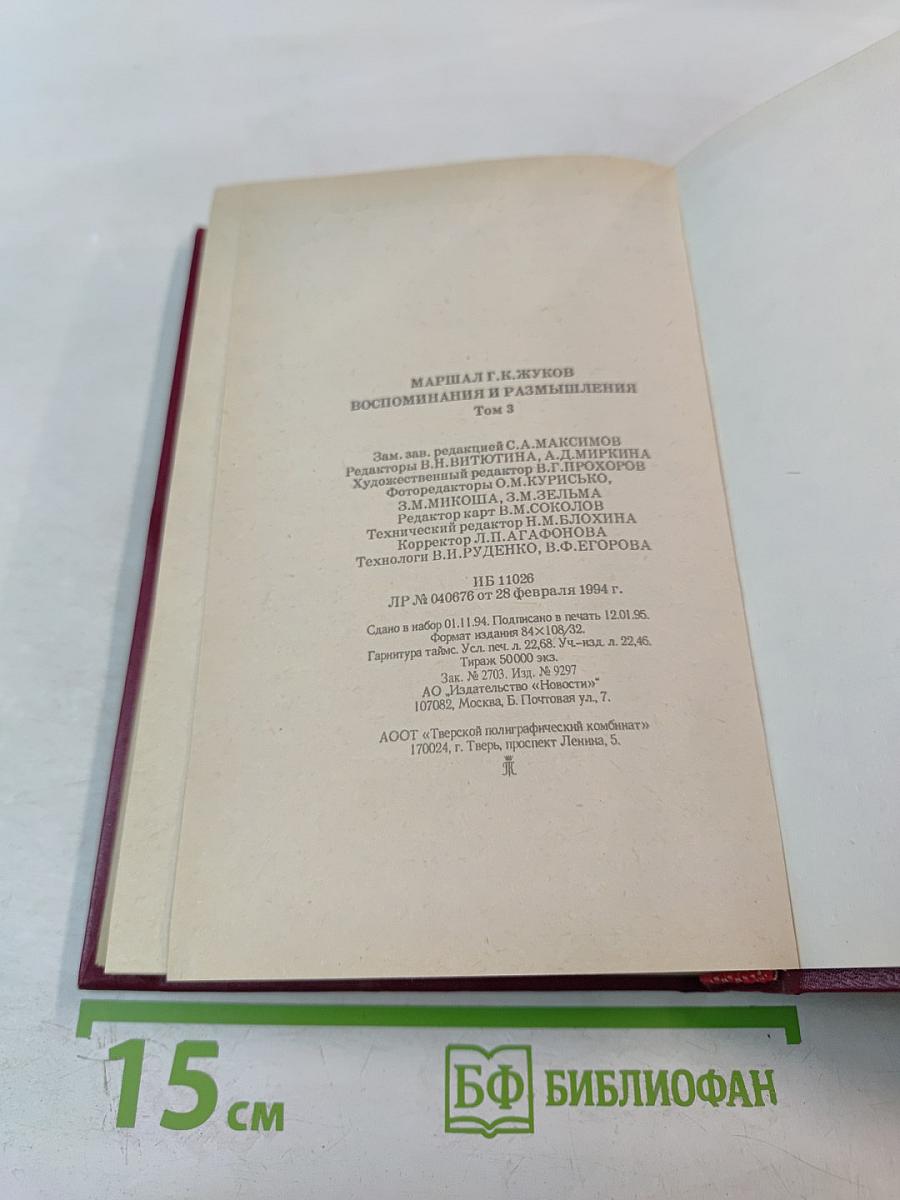 МАРШАЛ Г.К.ЖУКОВ
ВОСПОМИНАНИЯ И РАЗМЫШЛЕНИЯ
Том 3
Зам. зав. редакцией С.А.МАКСИМОВ
Редакторы В.Н.ВИТЮТИНА, А.Д.МИРКИНА
Художественный редактор В.Г.ПРОХОРОВ
Фоторедакторы О.М.КУРИСЬКО,
З.М.МИКОША, З.М.ЗЕЛЬМА
Редактор карт В.М.СОКОЛОВ
Технический редактор Н.М.БЛОХИНА
Корректор Л.П.АГАФОНОВА
Технологи В.И.РУДЕНКО, В.Ф.ЕГОРОВА
ИБ 11026
ЛР № 040676 от 28 февраля 1994 г.
Сдано в набор 01.11.94. Подписано в печать 12.01.95.
Формат издания 84×108/32.
Гарнитура таймс. Усл. печ. л. 22,68. Уч.-изд. л. 22,46.
Тираж 50000 экз.
Зак. № 2703. Изд. № 9297
АО „Издательство «Новости»"
107082, Москва, Б. Почтовая ул., 7.
АООТ «Тверской полиграфический комбинат»
170024, г. Тверь, проспект Ленина, 5.
15 см
БФ БИБЛИОФАН